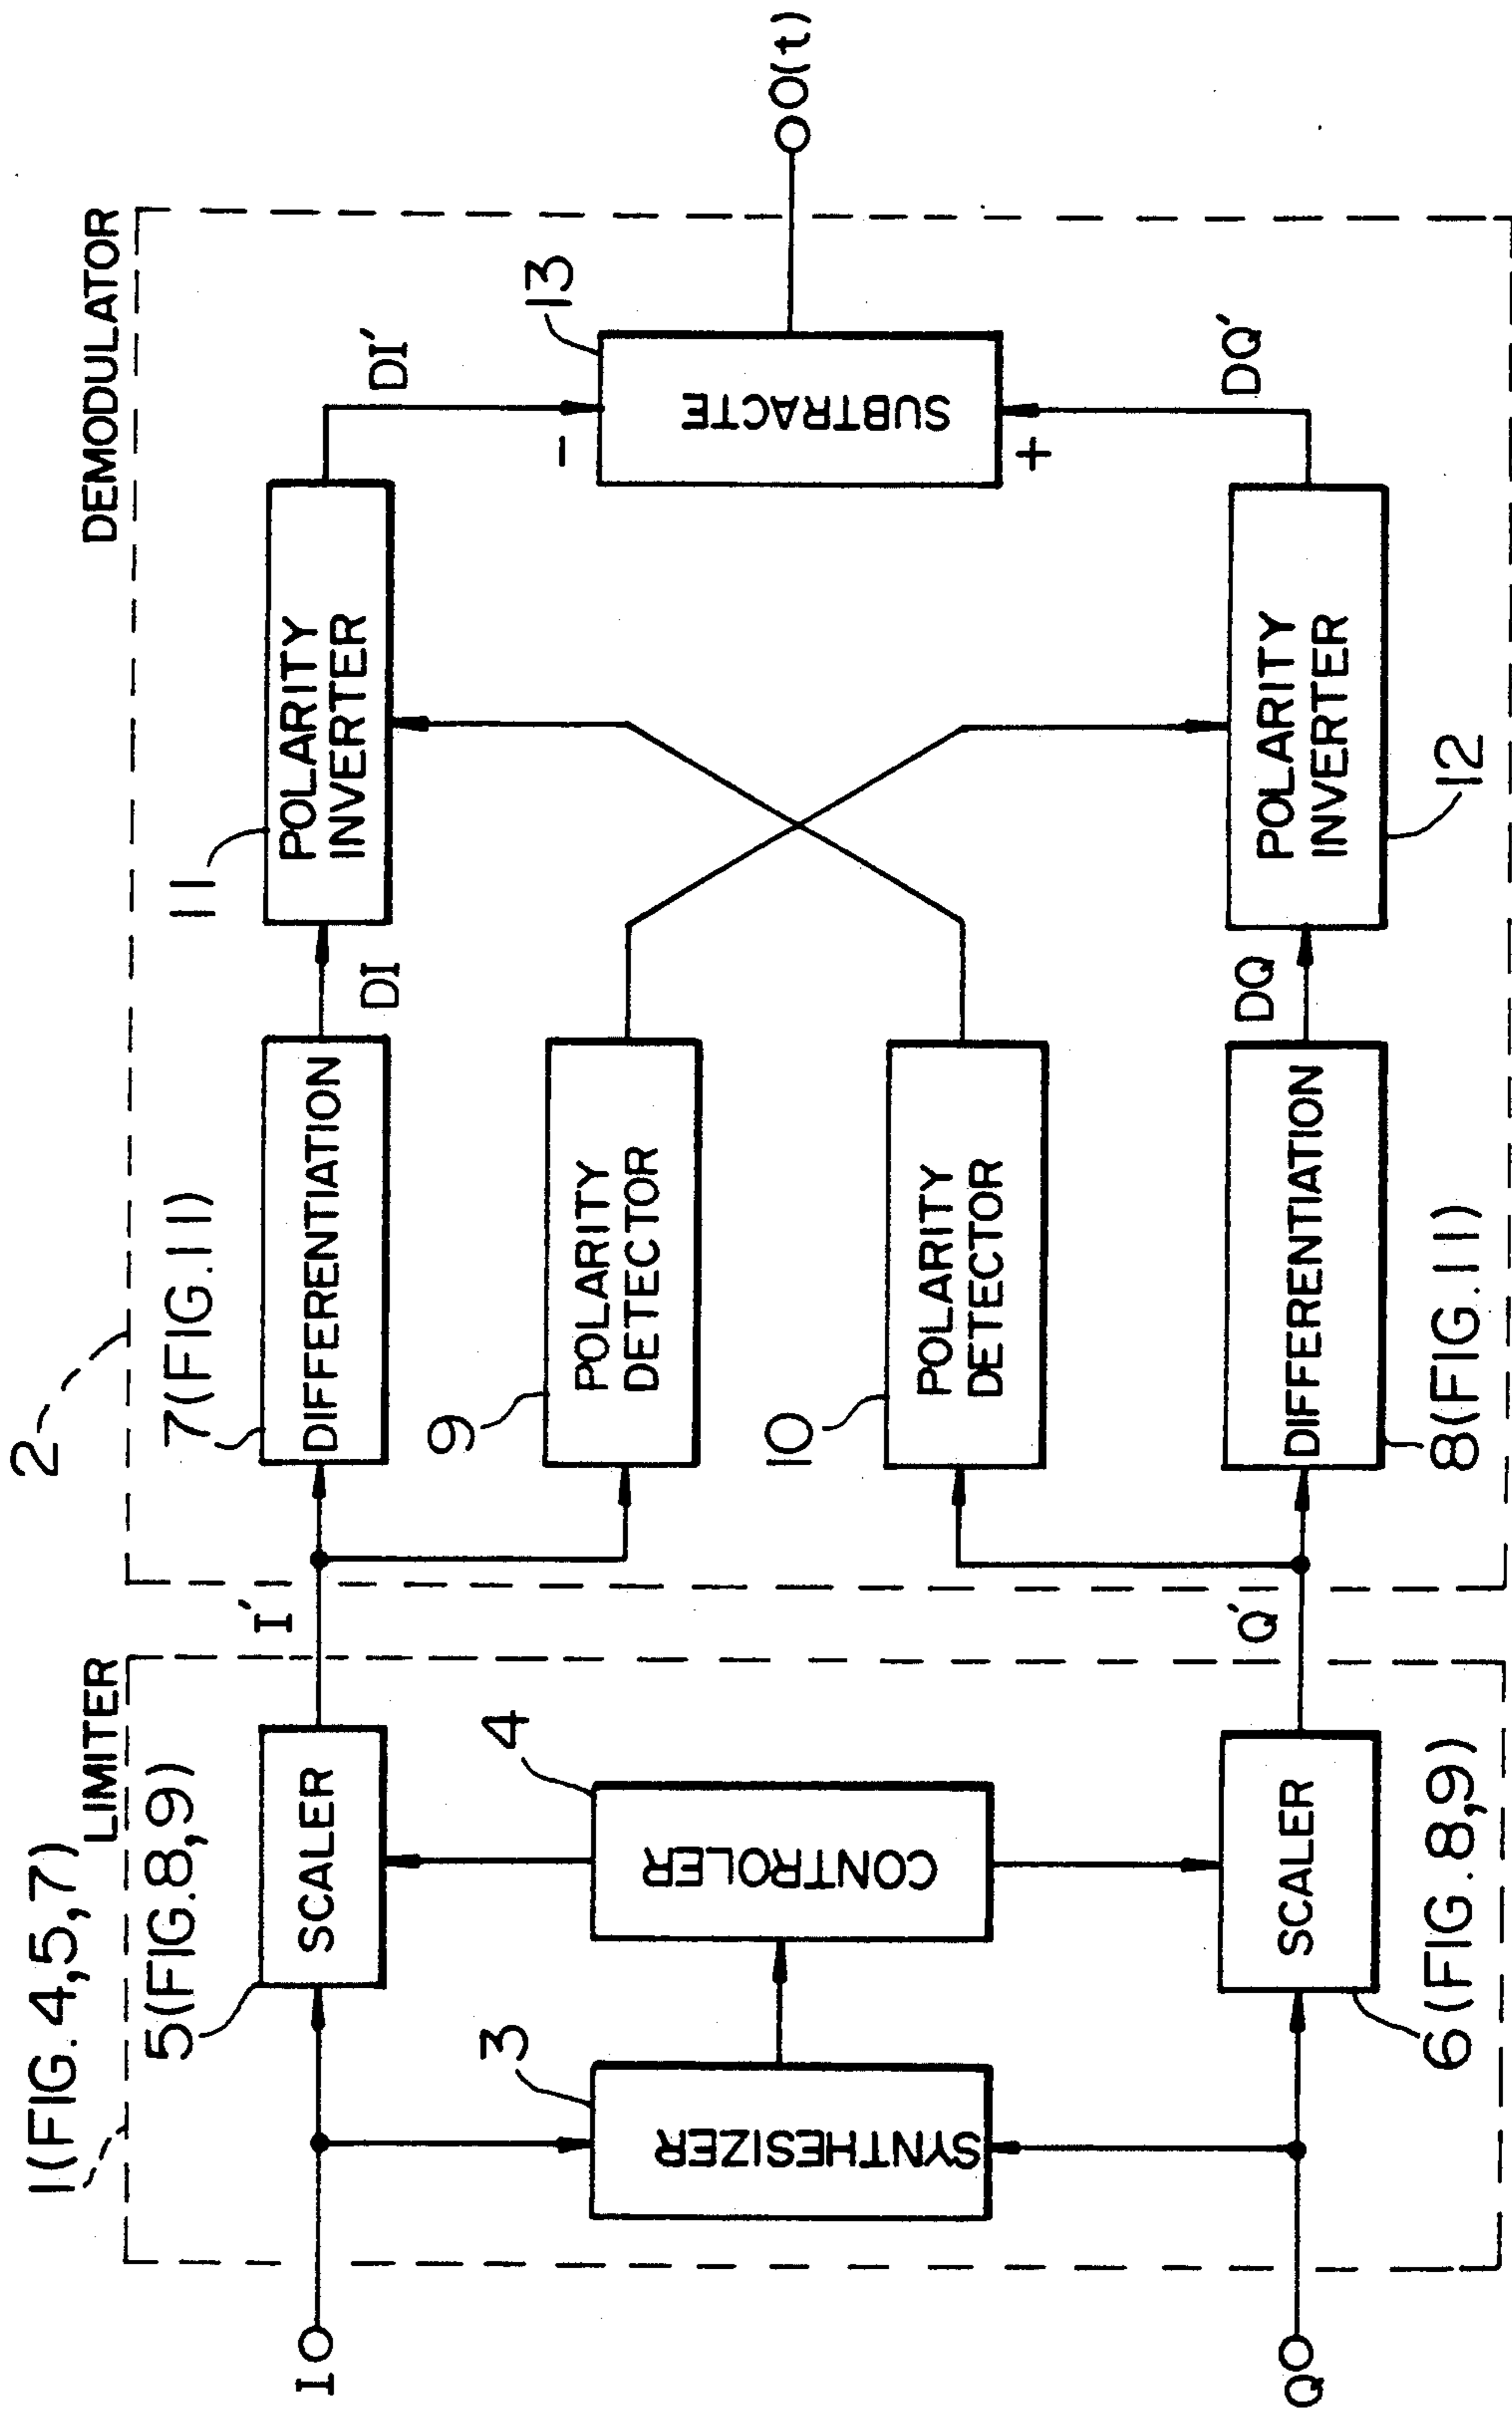 1(FIG. 4,5,7)
LIMITER
5(FIG.8,9)
SCALER
I
3
SYNTHESIZER
4
CONTROLER
Q
SCALER
6(FIG.8,9)
I'
Q'
2
DEMODULATOR
7(FIG.11)
DIFFERENTIATION
DI
11
POLARITY
INVERTER
DI'
9
POLARITY
DETECTOR
10
POLARITY
DETECTOR
DIFFERENTIATION
8(FIG.11)
DQ
POLARITY
INVERTER
12
DQ'
13
SUBTRACTE
-
+
O(t)